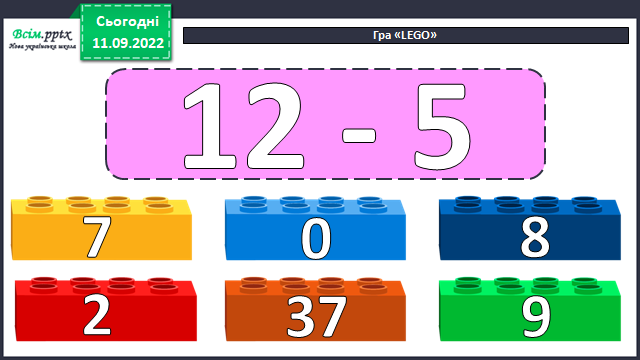 Всім.pptx
Нова українська школа
Сьогодні
11.09.2022
Гра «LEGO»
12 - 5
7
0
8
2
37
9